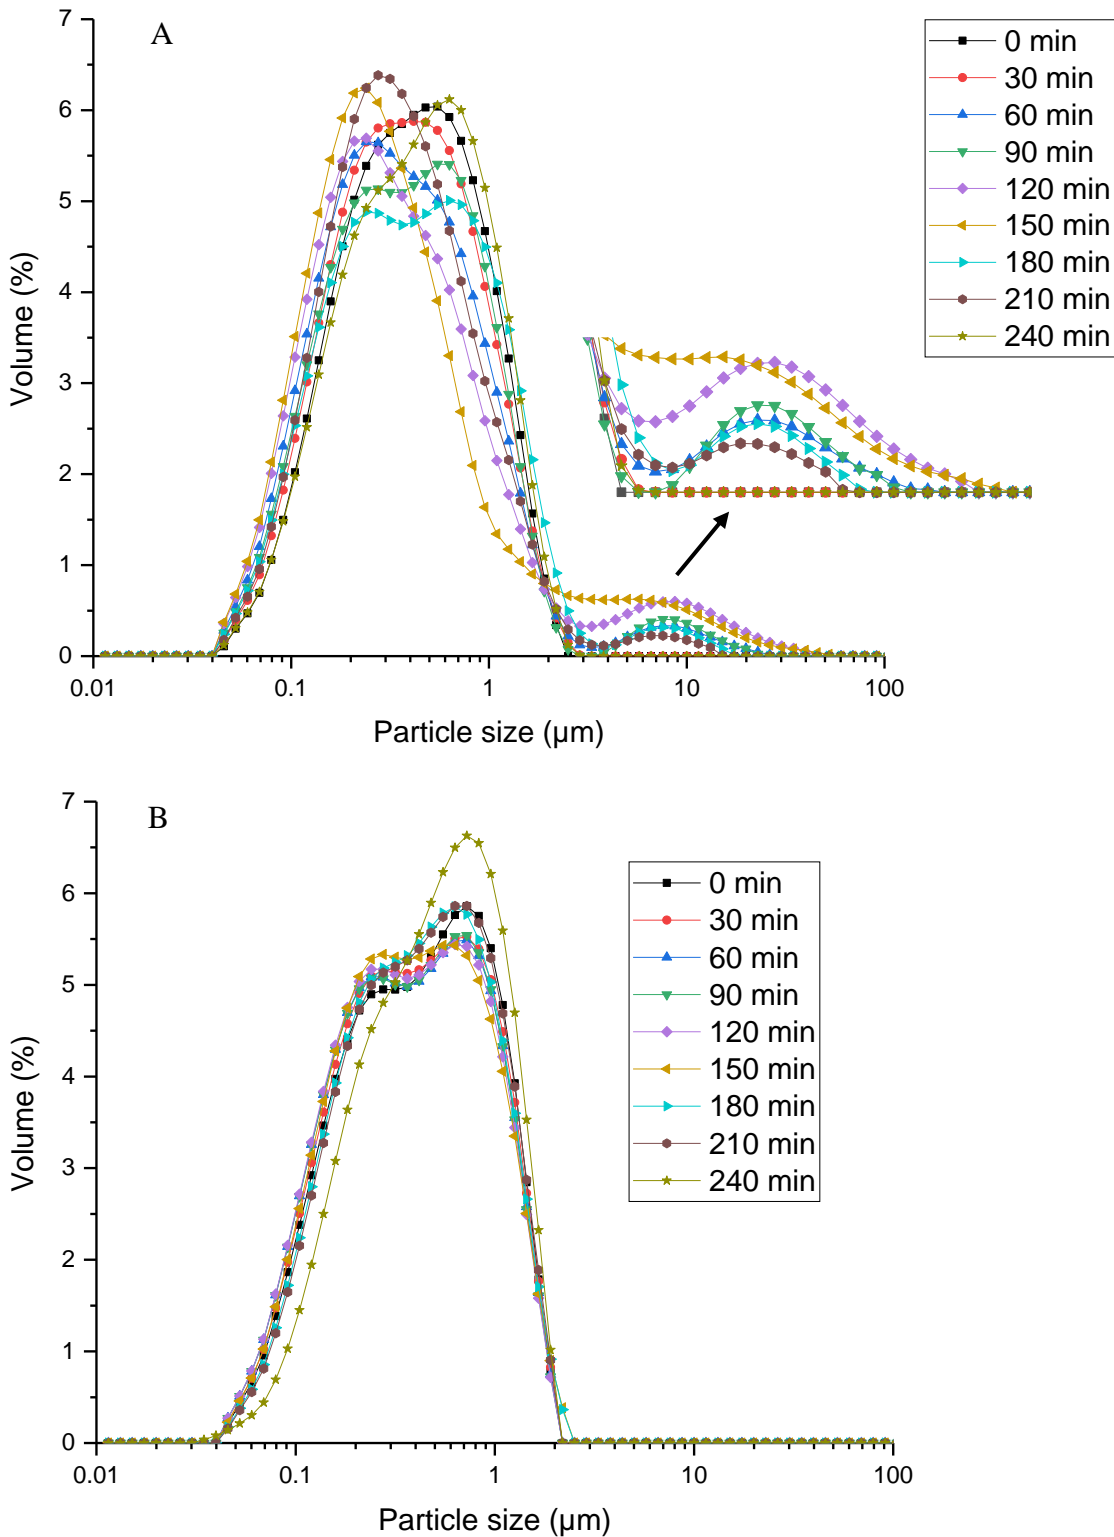 A
7
6
5
4
3
2
1
0
Volume (%)
0.01
0.1
1
10
100
Particle size (µm)
0 min
30 min
60 min
90 min
120 min
150 min
180 min
210 min
240 min
B
7
6
5
4
3
2
1
0
Volume (%)
0.01
0.1
1
10
100
Particle size (µm)
0 min
30 min
60 min
90 min
120 min
150 min
180 min
210 min
240 min